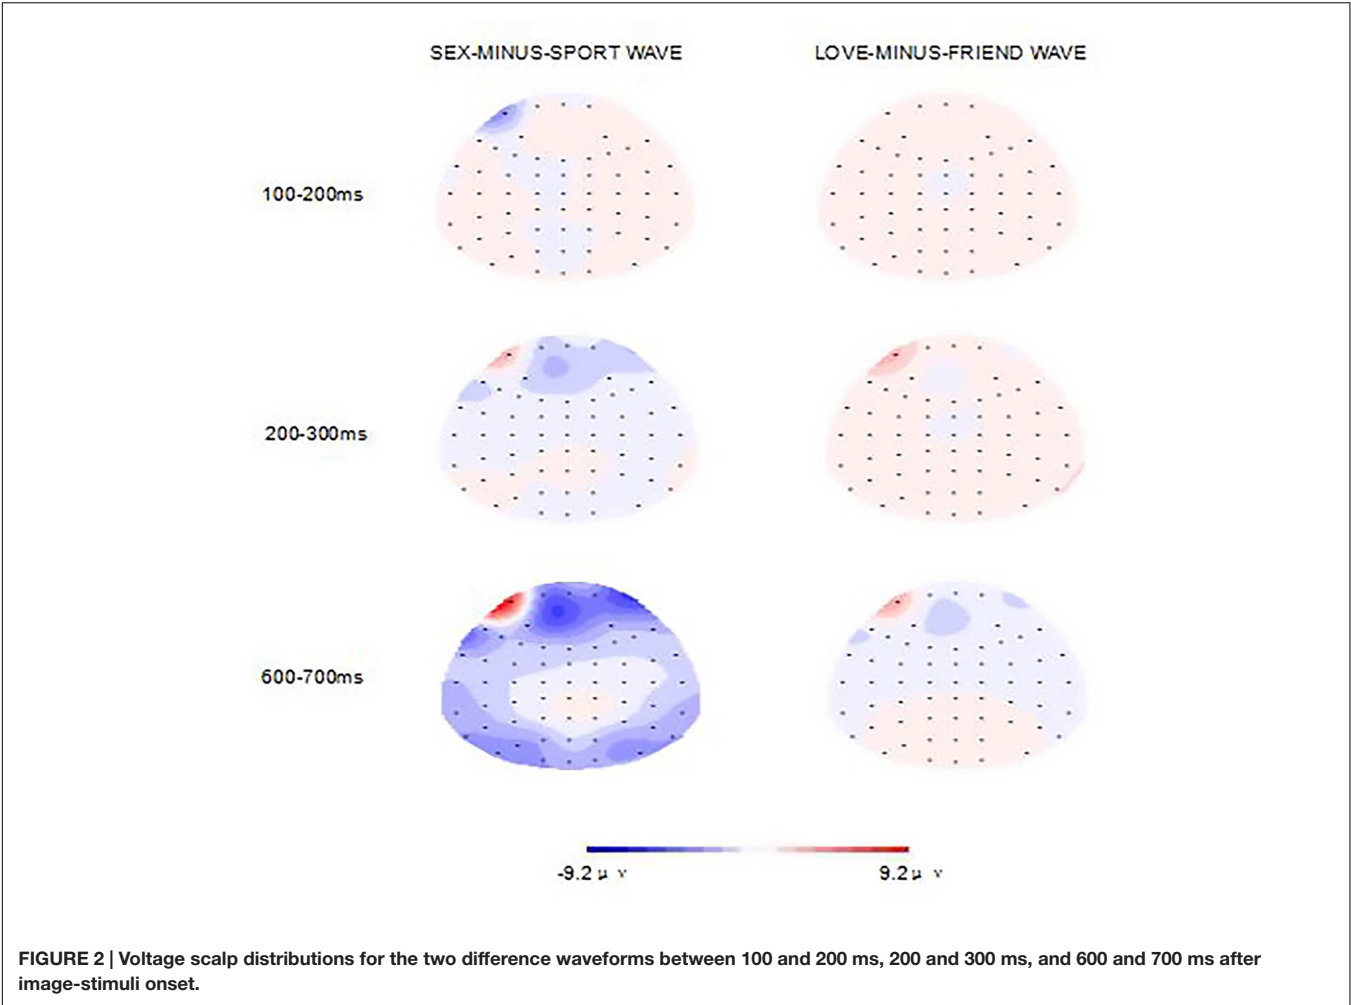 SEX-MINUS-SPORT WAVE
LOVE-MINUS-FRIEND WAVE
100-200ms
200-300ms
600-700ms
-9.2μ v
9.2μ v
FIGURE 2 | Voltage scalp distributions for the two difference waveforms between 100 and 200 ms, 200 and 300 ms, and 600 and 700 ms after
image-stimuli onset.